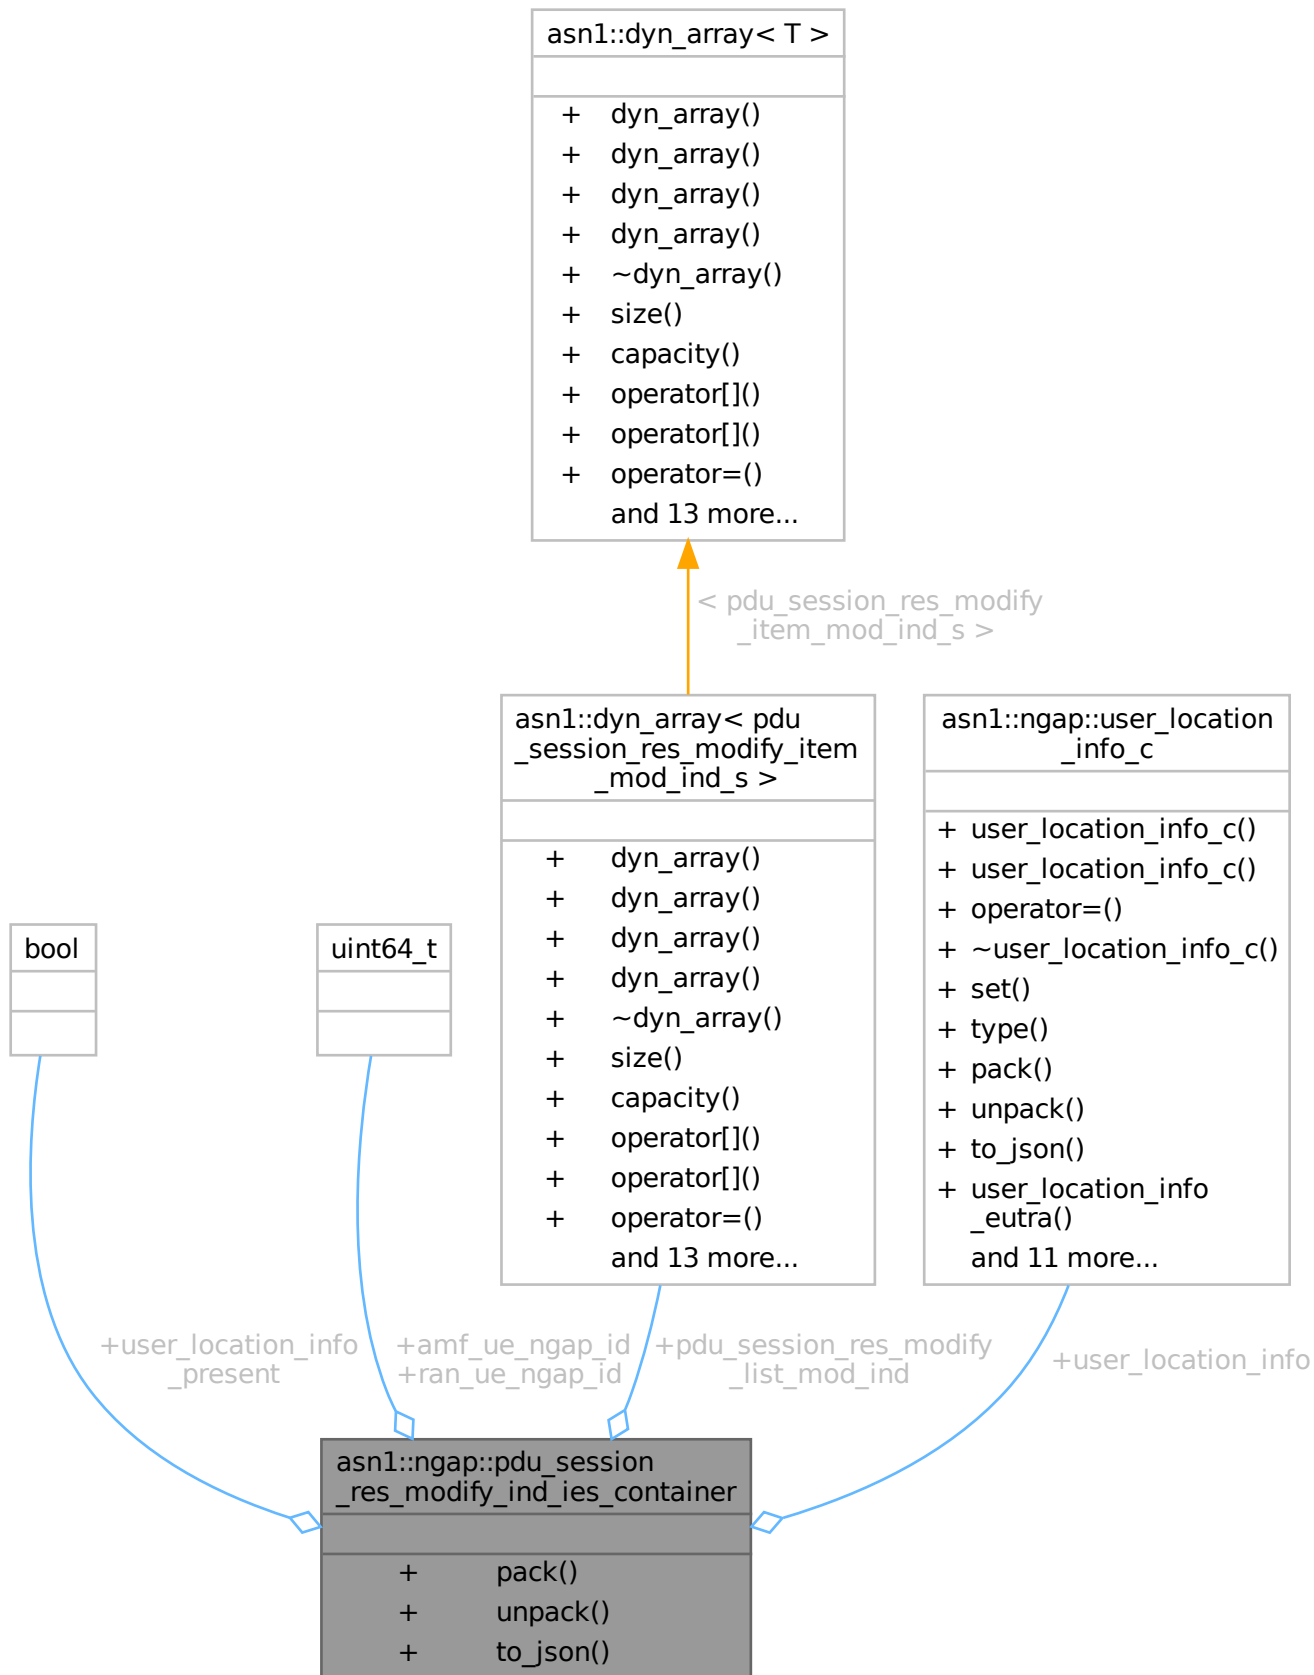 asn1::dyn_array< T >
+ dyn_array()
+ dyn_array()
+ dyn_array()
+ dyn_array()
+ ~dyn_array()
+ size()
+ capacity()
+ operator[]()
+ operator[]()
+ operator=()
and 13 more...
< pdu_session_res_modify
_item_mod_ind_s >
asn1::dyn_array< pdu
_session_res_modify_item
_mod_ind_s >
+ dyn_array()
+ dyn_array()
+ dyn_array()
+ dyn_array()
+ ~dyn_array()
+ size()
+ capacity()
+ operator[]()
+ operator[]()
+ operator=()
and 13 more...
asn1::ngap::user_location
_info_c
+ user_location_info_c()
+ user_location_info_c()
+ operator=()
+ ~user_location_info_c()
+ set()
+ type()
+ pack()
+ unpack()
+ to_json()
+ user_location_info
_eutra()
and 11 more...
bool
uint64_t
+user_location_info
_present
+amf_ue_ngap_id
+ran_ue_ngap_id
+pdu_session_res_modify
_list_mod_ind
+user_location_info
asn1::ngap::pdu_session
_res_modify_ind_ies_container
+ pack()
+ unpack()
+ to_json()